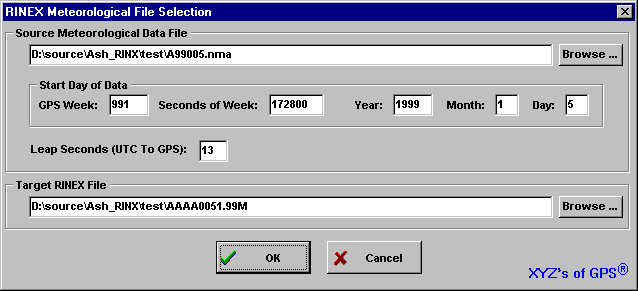 RINEX Meteorological File Selection
Source Meteorological Data File
D:\source\Ash_RINX\test\A99005.nma Browse ...
Start Day of Data
GPS Week: 991 Seconds of Week: 172800 Year: 1999 Month: 1 Day: 5
Leap Seconds (UTC To GPS): 13
Target RINEX File
D:\source\Ash_RINX\test\AAAA0051.99M Browse ...
OK Cancel
XYZ's of GPS®